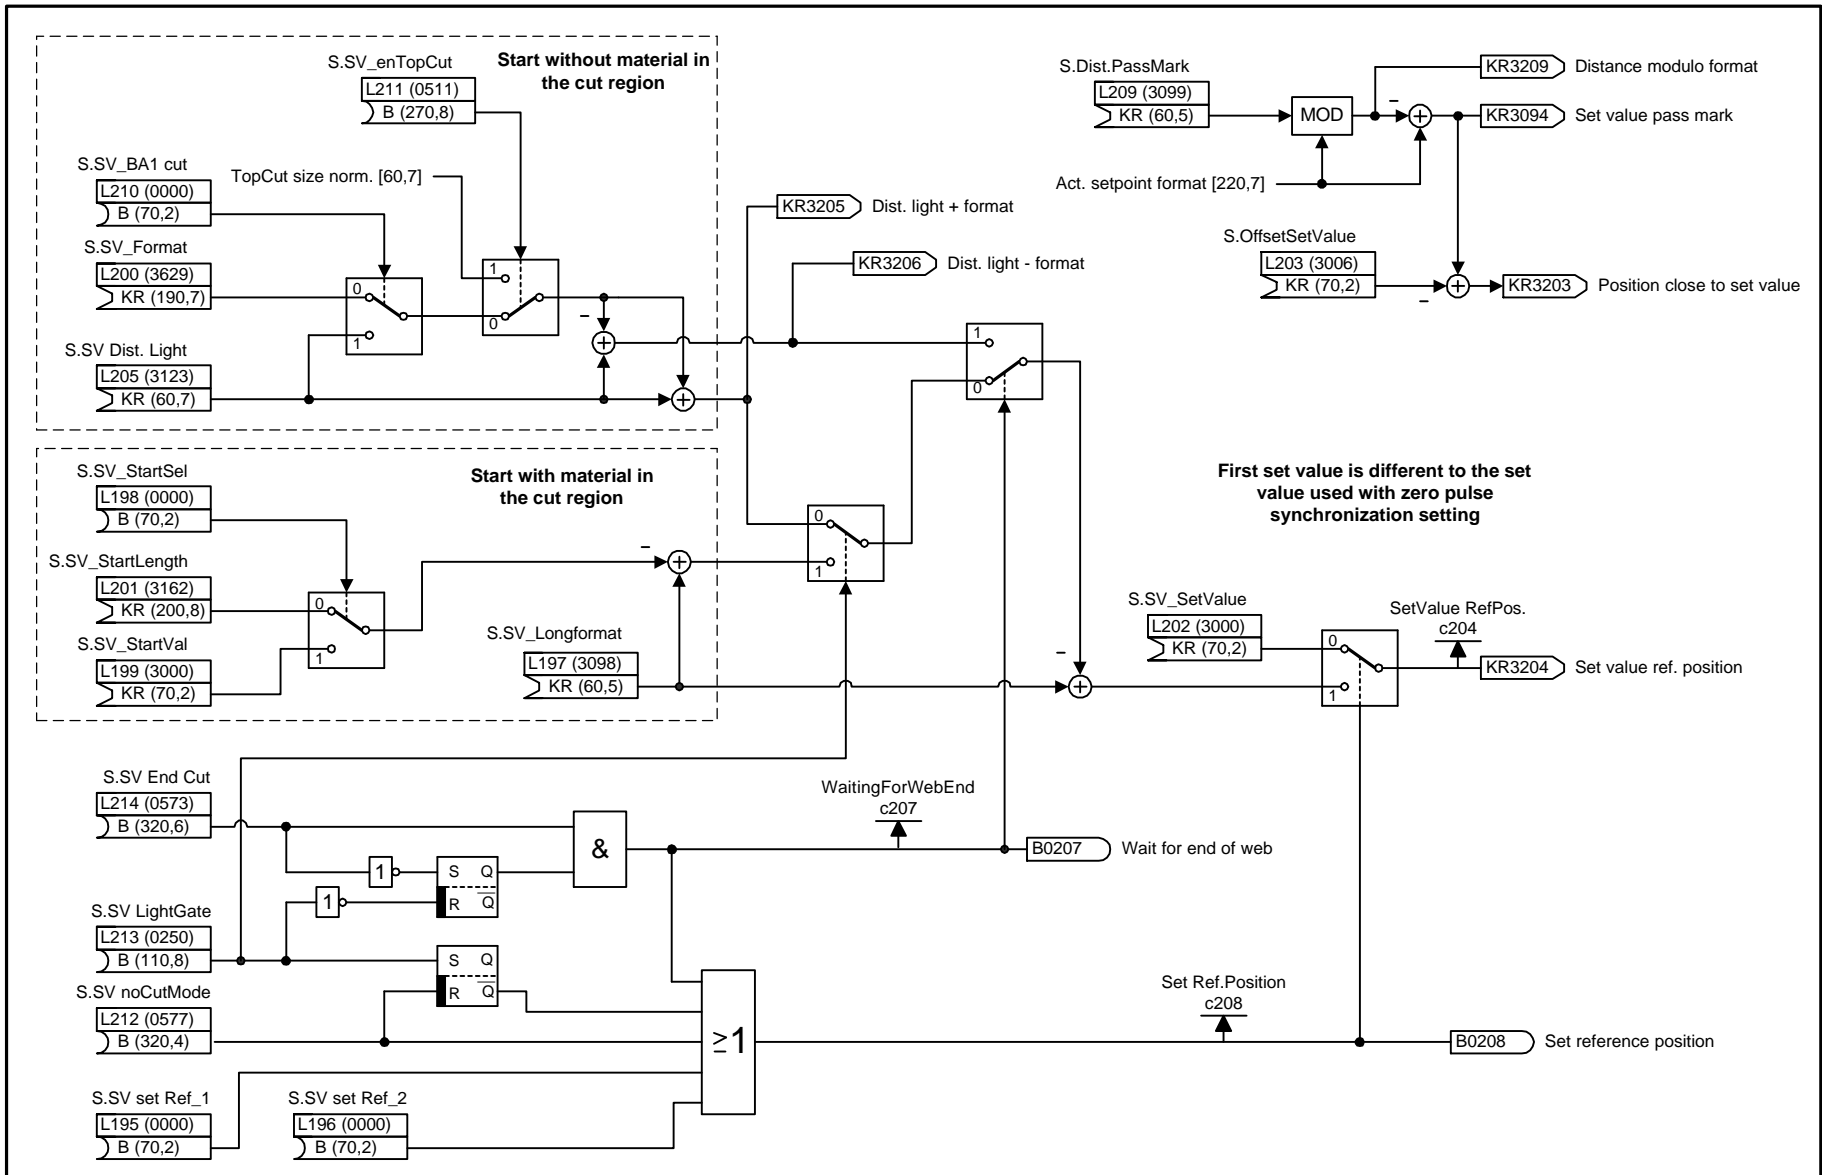 S.SV_enTopCut
L211 (0511)
B (270,8)
Start without material in
the cut region
S.SV_BA1 cut
L210 (0000)
B (70,2)
TopCut size norm. [60,7]
S.SV_Format
L200 (3629)
KR (190,7)
0
1
1
0
S.SV Dist. Light
L205 (3123)
KR (60,7)
–
+
+
KR3205
Dist. light + format
KR3206
Dist. light - format
S.Dist.PassMark
L209 (3099)
KR (60,5)
MOD
–
+
KR3209
Distance modulo format
KR3094
Set value pass mark
Act. setpoint format [220,7]
S.OffsetSetValue
L203 (3006)
KR (70,2)
–
+
KR3203
Position close to set value
1
0
Start with material in
the cut region
S.SV_StartSel
L198 (0000)
B (70,2)
S.SV_StartLength
L201 (3162)
KR (200,8)
0
1
S.SV_StartVal
L199 (3000)
KR (70,2)
–
+
0
1
S.SV_Longformat
L197 (3098)
KR (60,5)
First set value is different to the set
value used with zero pulse
synchronization setting
–
+
S.SV_SetValue
L202 (3000)
KR (70,2)
0
1
SetValue RefPos.
c204
KR3204
Set value ref. position
S.SV End Cut
L214 (0573)
B (320,6)
1
S Q
R Q
&
WaitingForWebEnd
c207
B0207
Wait for end of web
1
S.SV LightGate
L213 (0250)
B (110,8)
S Q
R Q
S.SV noCutMode
L212 (0577)
B (320,4)
≥1
Set Ref.Position
c208
B0208
Set reference position
S.SV set Ref_1
L195 (0000)
B (70,2)
S.SV set Ref_2
L196 (0000)
B (70,2)